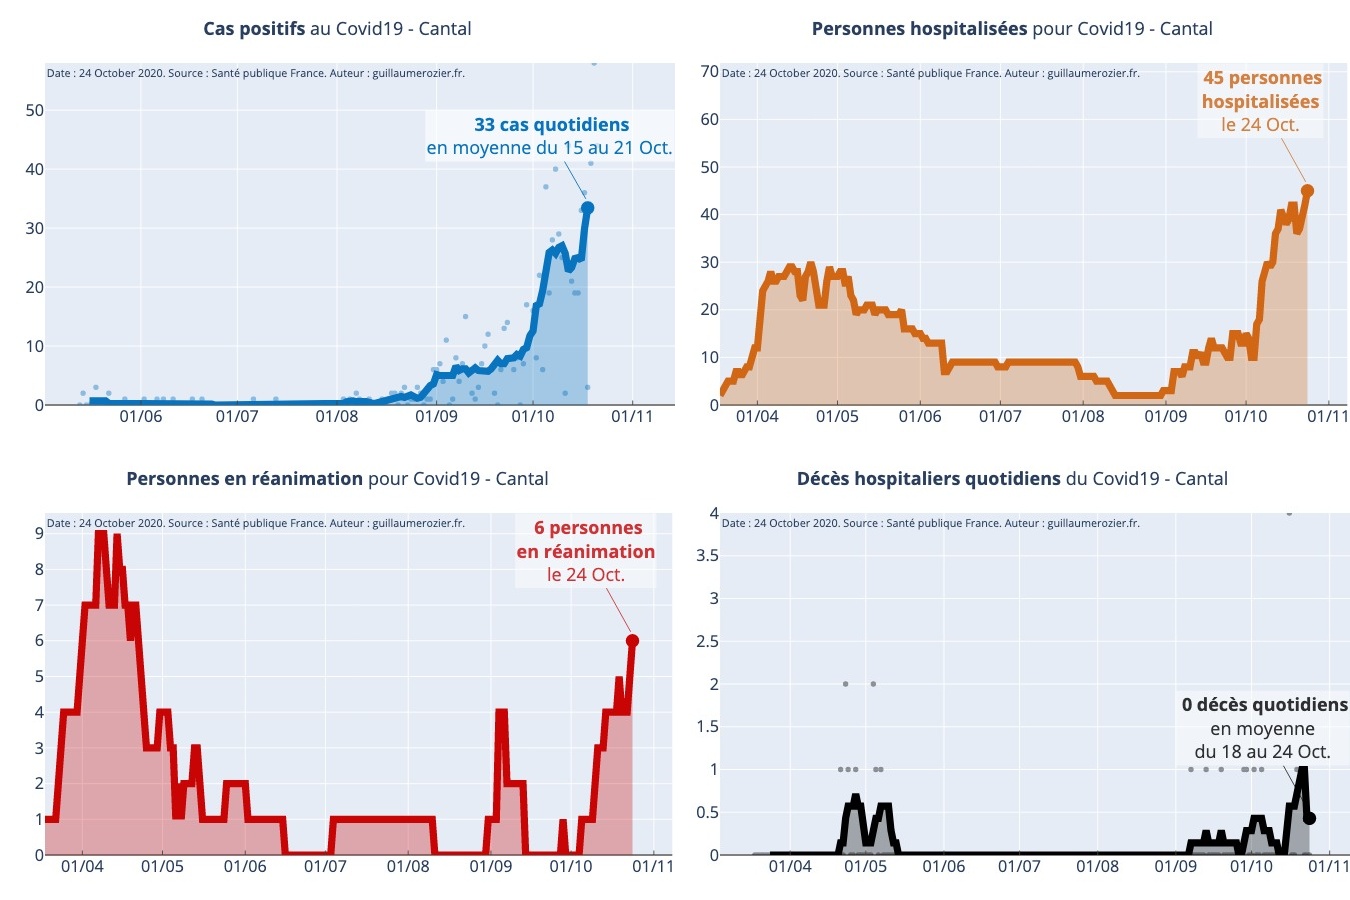 Cas positifs au Covid19 - Cantal
Date : 24 October 2020. Source : Santé publique France. Auteur : guillaumerozier.fr.
33 cas quotidiens
en moyenne du 15 au 21 Oct.
50
40
30
20
10
0
01/06 01/07 01/08 01/09 01/10 01/11
Personnes hospitalisées pour Covid19 - Cantal
Date : 24 October 2020. Source : Santé publique France. Auteur : guillaumerozier.fr.
45 personnes
hospitalisées
le 24 Oct.
70
60
50
40
30
20
10
0
01/04 01/05 01/06 01/07 01/08 01/09 01/10 01/11
Personnes en réanimation pour Covid19 - Cantal
Date : 24 October 2020. Source : Santé publique France. Auteur : guillaumerozier.fr.
6 personnes
en réanimation
le 24 Oct.
9
8
7
6
5
4
3
2
1
0
01/04 01/05 01/06 01/07 01/08 01/09 01/10 01/11
Décès hospitaliers quotidiens du Covid19 - Cantal
Date : 24 October 2020. Source : Santé publique France. Auteur : guillaumerozier.fr.
0 décès quotidiens
en moyenne
du 18 au 24 Oct.
4
3.5
3
2.5
2
1.5
1
0.5
0
01/04 01/05 01/06 01/07 01/08 01/09 01/10 01/11